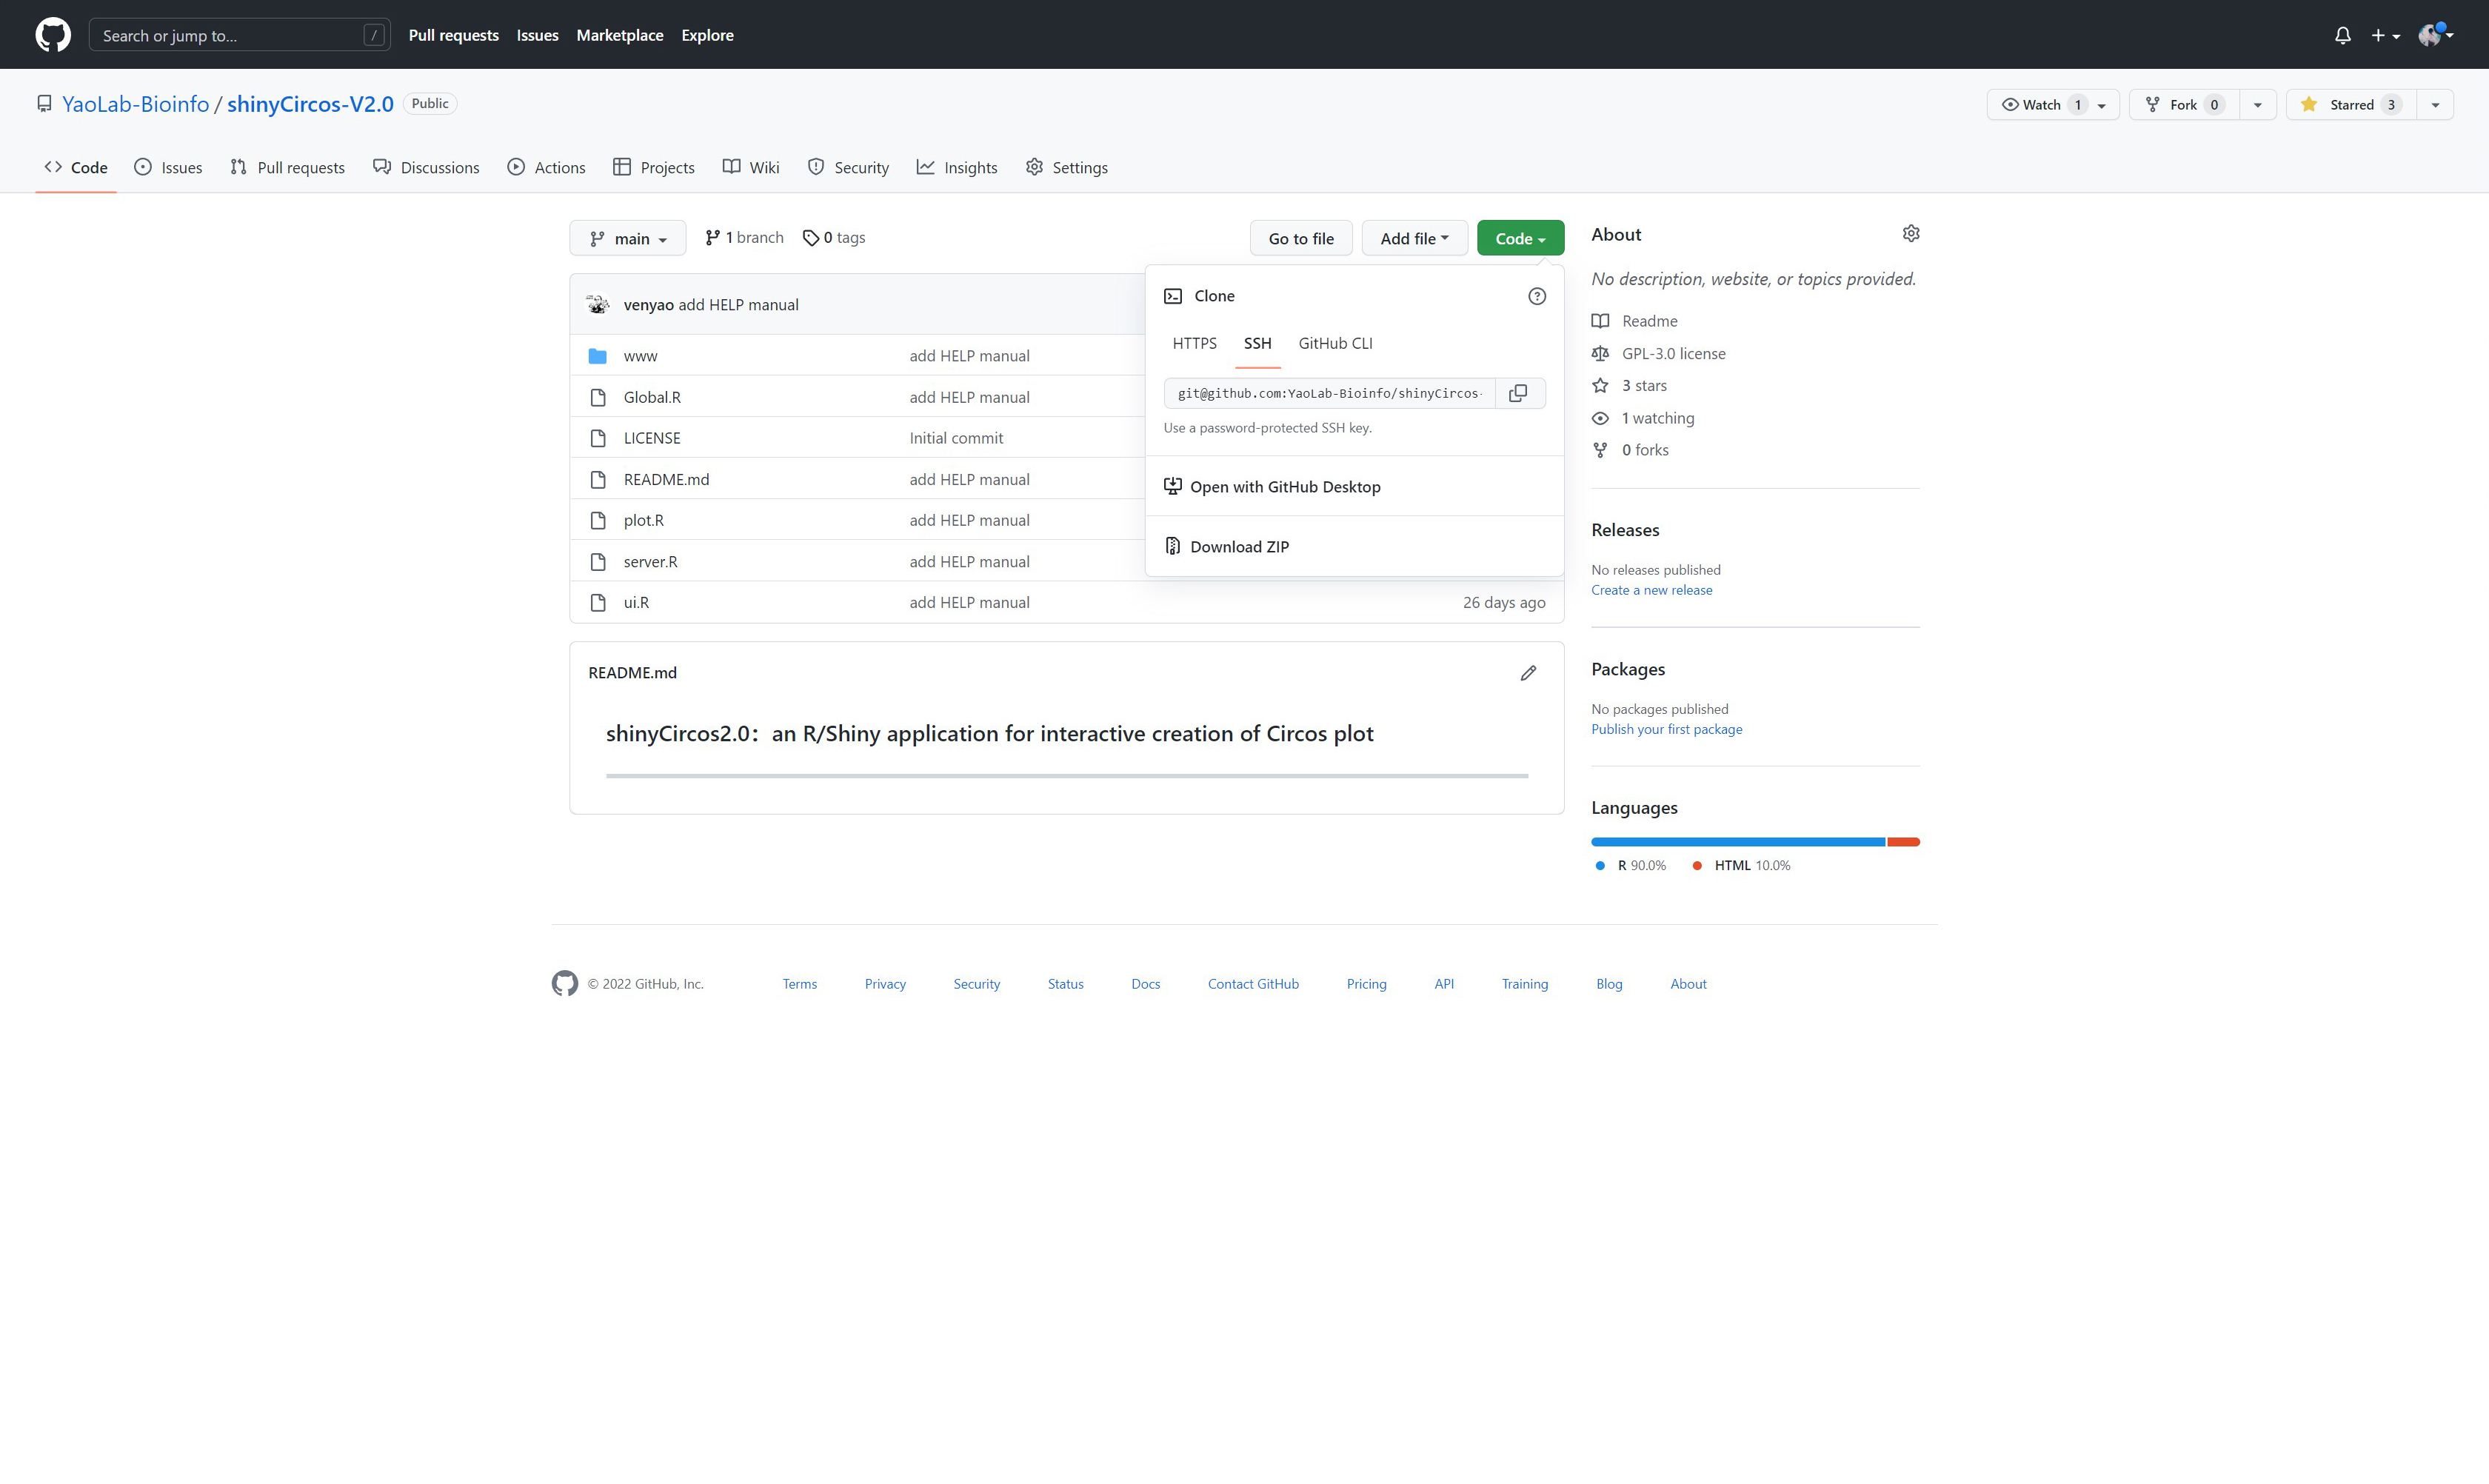 Search or jump to... /
Pull requests Issues Marketplace Explore
YaoLab-Bioinfo / shinyCircos-V2.0 Public
Watch 1 Fork 0 Starred 3
Code Issues Pull requests Discussions Actions Projects Wiki Security Insights Settings
main 1 branch 0 tags Go to file Add file Code
venyao add HELP manual
www add HELP manual
Global.R add HELP manual
LICENSE Initial commit
README.md add HELP manual
plot.R add HELP manual
server.R add HELP manual
ui.R add HELP manual 26 days ago
Clone
HTTPS SSH GitHub CLI
git@github.com:YaoLab-Bioinfo/shinyCircos-
Use a password-protected SSH key.
Open with GitHub Desktop
Download ZIP
README.md
shinyCircos2.0：an R/Shiny application for interactive creation of Circos plot
About
No description, website, or topics provided.
Readme
GPL-3.0 license
3 stars
1 watching
0 forks
Releases
No releases published
Create a new release
Packages
No packages published
Publish your first package
Languages
R 90.0% HTML 10.0%
© 2022 GitHub, Inc. Terms Privacy Security Status Docs Contact GitHub Pricing API Training Blog About